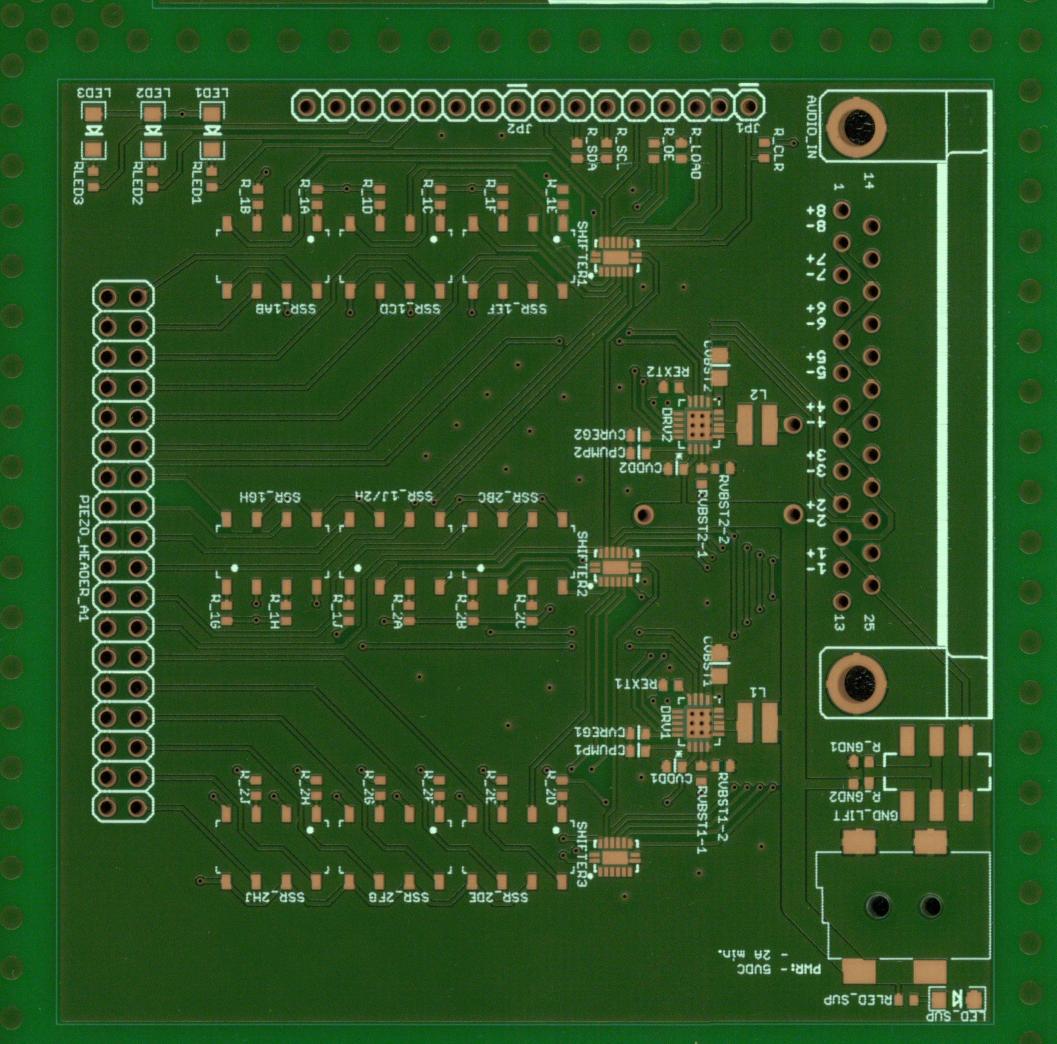 LED3 LED2 LED1
JP2
JP1
AUDIO_IN
R_SDA
R_SCL
R_OE
R_LOAD
R_CLR
RLED3
RLED2
RLED1
R_1B
R_1A
R_1D
R_1C
R_1F
R_1E
SHIFTER1
SSR_1AB SSR_1CD SSR_1EF
1
14
8+
8-
7+
7-
6+
6-
5+
5-
4+
4-
3+
3-
2+
2-
1+
1-
13
25
CVBST2
REXT2
L2
DRV2
CVREG2
CPUMP2
CVDD2
RVBST2-1
RVBST2-2
PIEZO_HEADER_A1
SSR_1GH SSR_1J/2H SSR_2BC
SHIFTER2
R_1G
R_1H
R_1J
R_2A
R_2B
R_2C
CVBST1
REXT1
L1
DRV1
CVREG1
CPUMP1
CVDD1
RVBST1-1
RVBST1-2
R_GND1
R_GND2
GND_LIFT
R_2J
R_2H
R_2G
R_2F
R_2E
R_2D
SHIFTER3
SSR_2HJ SSR_2FG SSR_2DE
PWR:- 5VDC
- 2A min.
RLED_SUP
LED_SUP